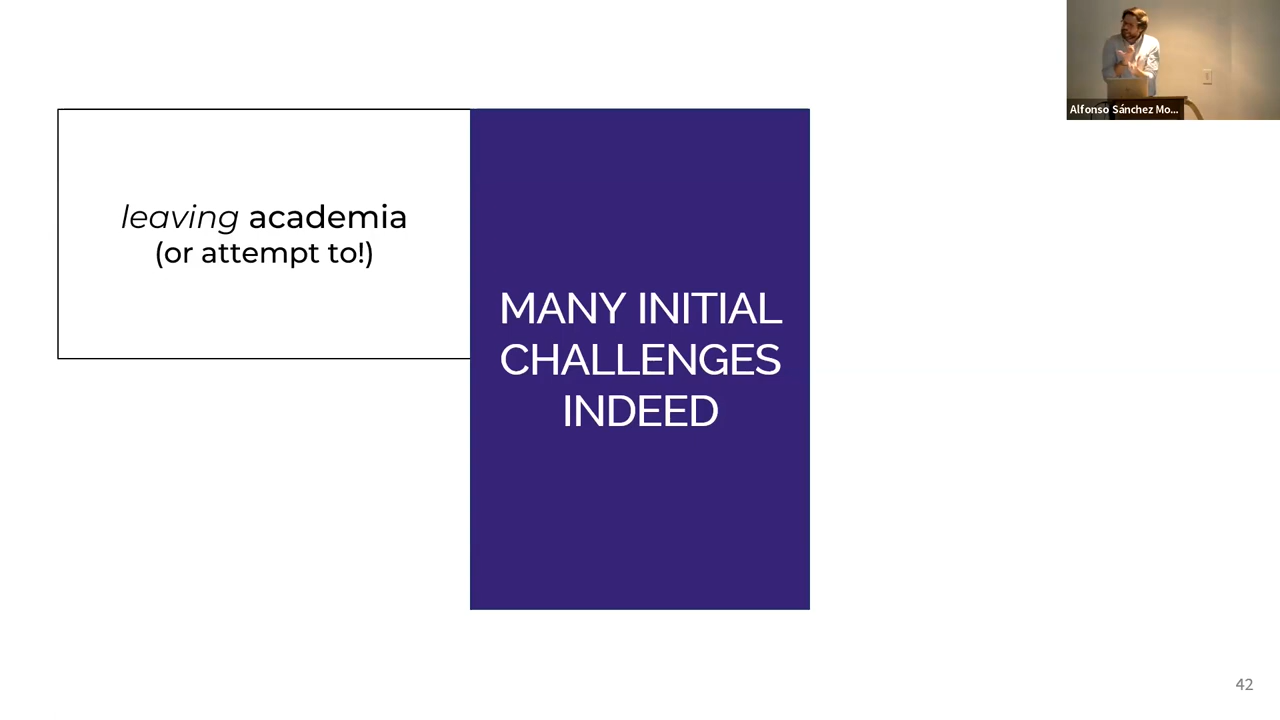 leaving academia
(or attempt to!)
MANY INITIAL
CHALLENGES
INDEED
Alfonso Sánchez Mo...
42